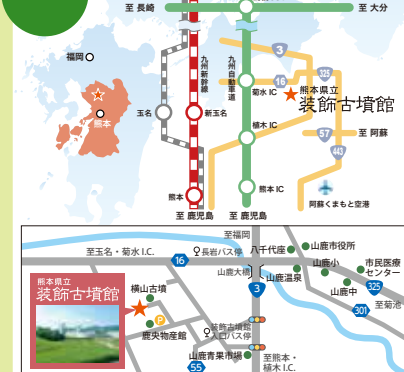 至 長崎
至 大分
福岡
熊本
九州新幹線
九州自動車道
3
325
16
菊水 IC
熊本県立
装飾古墳館
玉名
新玉名
植木 IC
57
至 阿蘇
443
熊本
熊本 IC
阿蘇くまもと空港
至 鹿児島
至 鹿児島
至福岡
至玉名・菊水 I.C.
16
長岩バス停
八千代座
山鹿市役所
山鹿大橋
山鹿温泉
山鹿小
市民医療
センター
325
山鹿中
至菊池
301
3
熊本県立
装飾古墳館
横山古墳
P
鹿央物産館
装飾古墳館
入口バス停
山鹿青果市場
55
至熊本・
植木 I.C.